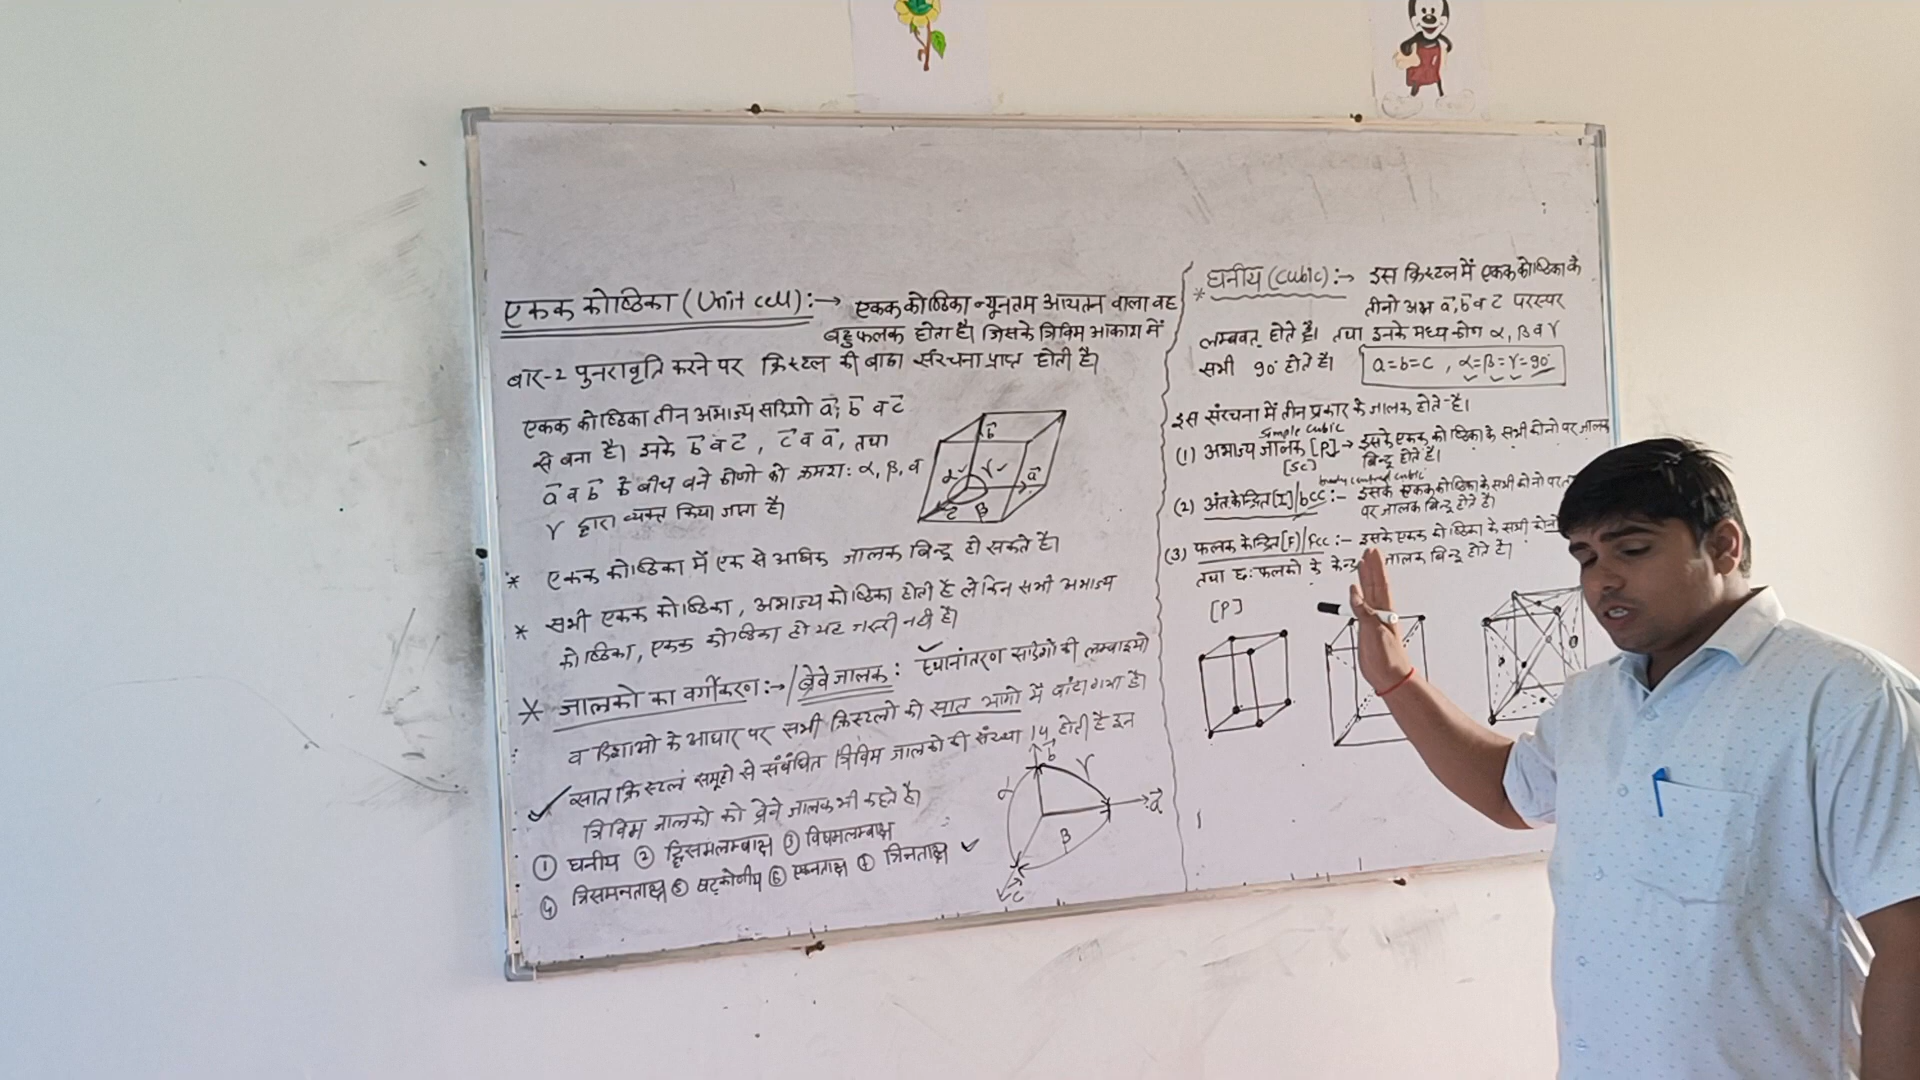 एकक कोष्ठिका (Unit cell):→ एकक कोष्ठिका न्यूनतम आयतन वाला वह
बहुफलक होता है। जिसके त्रिविम आकाश में
बार-2 पुनरावृति करने पर क्रिस्टल की बाह्य संरचना प्राप्त होती है।
एकक कोष्ठिका तीन अभाज्य सदिशो a⃗, b⃗ व c⃗
से बना है। इनके b⃗ व c⃗ , c⃗ व a⃗, तथा
a⃗ व b⃗ के बीच बने कोणो को क्रमश: α, β, व
γ द्वारा व्यक्त किया जाता है।
b⃗
α γ a⃗
c⃗ β
* एकक कोष्ठिका में एक से अधिक जालक बिन्दू हो सकते है।
* सभी एकक कोष्ठिका, अभाज्य कोष्ठिका होती है लेकिन सभी अभाज्य
कोष्ठिका, एकक कोष्ठिका हो यह जरूरी नही है।
* जालको का वर्गीकरण:→/ब्रेवे जालक: स्थानांतरण सदिशो की लम्बाइयो
व दिशाओ के आधार पर सभी क्रिस्टलो को सात भागो में बांटा गया है।
सात क्रिस्टल समूहो से संबंधित त्रिविम जालको की संख्या 14 होती है इन
त्रिविम जालको को ब्रेवे जालक भी कहते है।
① घनीय ② द्विसमलम्बाक्ष ③ विषमलम्बाक्ष
④ त्रिसमनताक्ष ⑤ षट्कोणीय ⑥ एकनताक्ष त्रिनताक्ष
b⃗
α γ
a⃗
β
c⃗
* घनीय (cubic):→ इस क्रिस्टल में एकक कोष्ठिका के
तीनो अक्ष a⃗, b⃗ व c⃗ परस्पर
लम्बवत् होते है। तथा इनके मध्य कोण α, β व γ
सभी 90° होते है। a=b=c , α=β=γ=90°
इस संरचना में तीन प्रकार के जालक होते है।
simple cubic
(1) अभाज्य जालक [P]→ इसके एकक कोष्ठिका के सभी कोनो पर जालक
[SC] बिन्दू होते है।
body centred cubic
(2) अंत:केन्द्रित[I]/bcc:- इसके एकक कोष्ठिका के सभी कोनो पर
पर जालक बिन्दू होते है।
(3) फलक केन्द्रित[F]/fcc:- इसके एकक कोष्ठिका के सभी कोनो
तथा छ: फलको के केन्द्र जालक बिन्दू होते है।
[P]